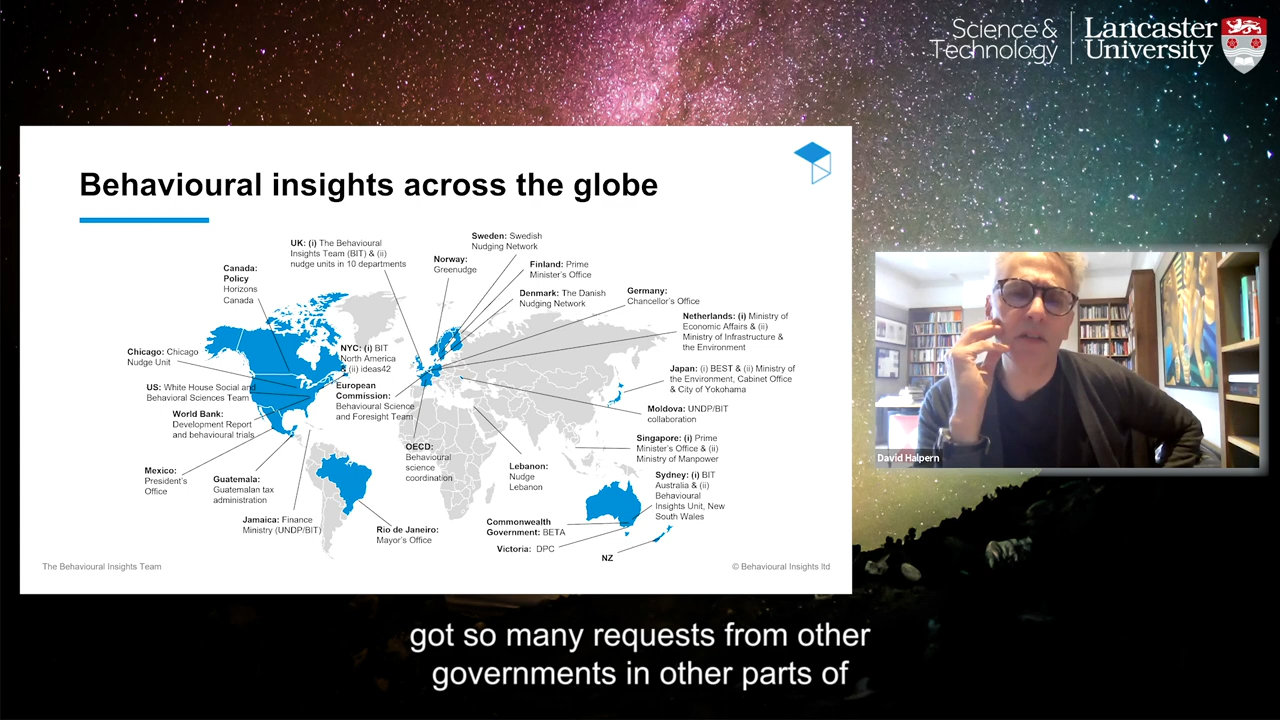 Science &
Technology
Lancaster
University
Behavioural insights across the globe
UK: (i) The Behavioural
Insights Team (BIT) & (ii)
nudge units in 10 departments
Sweden: Swedish
Nudging Network
Norway:
Greenudge
Finland: Prime
Minister's Office
Canada:
Policy
Horizons
Canada
Denmark: The Danish
Nudging Network
Germany:
Chancellor's Office
Netherlands: (i) Ministry of
Economic Affairs & (ii)
Ministry of Infrastructure &
the Environment
Chicago: Chicago
Nudge Unit
NYC: (i) BIT
North America
& (ii) ideas42
Japan: (i) BEST & (ii) Ministry of
the Environment, Cabinet Office
& City of Yokohama
US: White House Social and
Behavioral Sciences Team
European
Commission:
Behavioural Science
and Foresight Team
World Bank:
Development Report
and behavioural trials
Moldova: UNDP/BIT
collaboration
OECD:
Behavioural
science
coordination
Singapore: (i) Prime
Minister's Office & (ii)
Ministry of Manpower
Mexico:
President's
Office
Guatemala:
Guatemalan tax
administration
Lebanon:
Nudge
Lebanon
Sydney: (i) BIT
Australia & (ii)
Behavioural
Insights Unit, New
South Wales
Jamaica: Finance
Ministry (UNDP/BIT)
Rio de Janeiro:
Mayor's Office
Commonwealth
Government: BETA
Victoria: DPC
NZ
The Behavioural Insights Team
© Behavioural Insights ltd
David Halpern
got so many requests from other
governments in other parts of